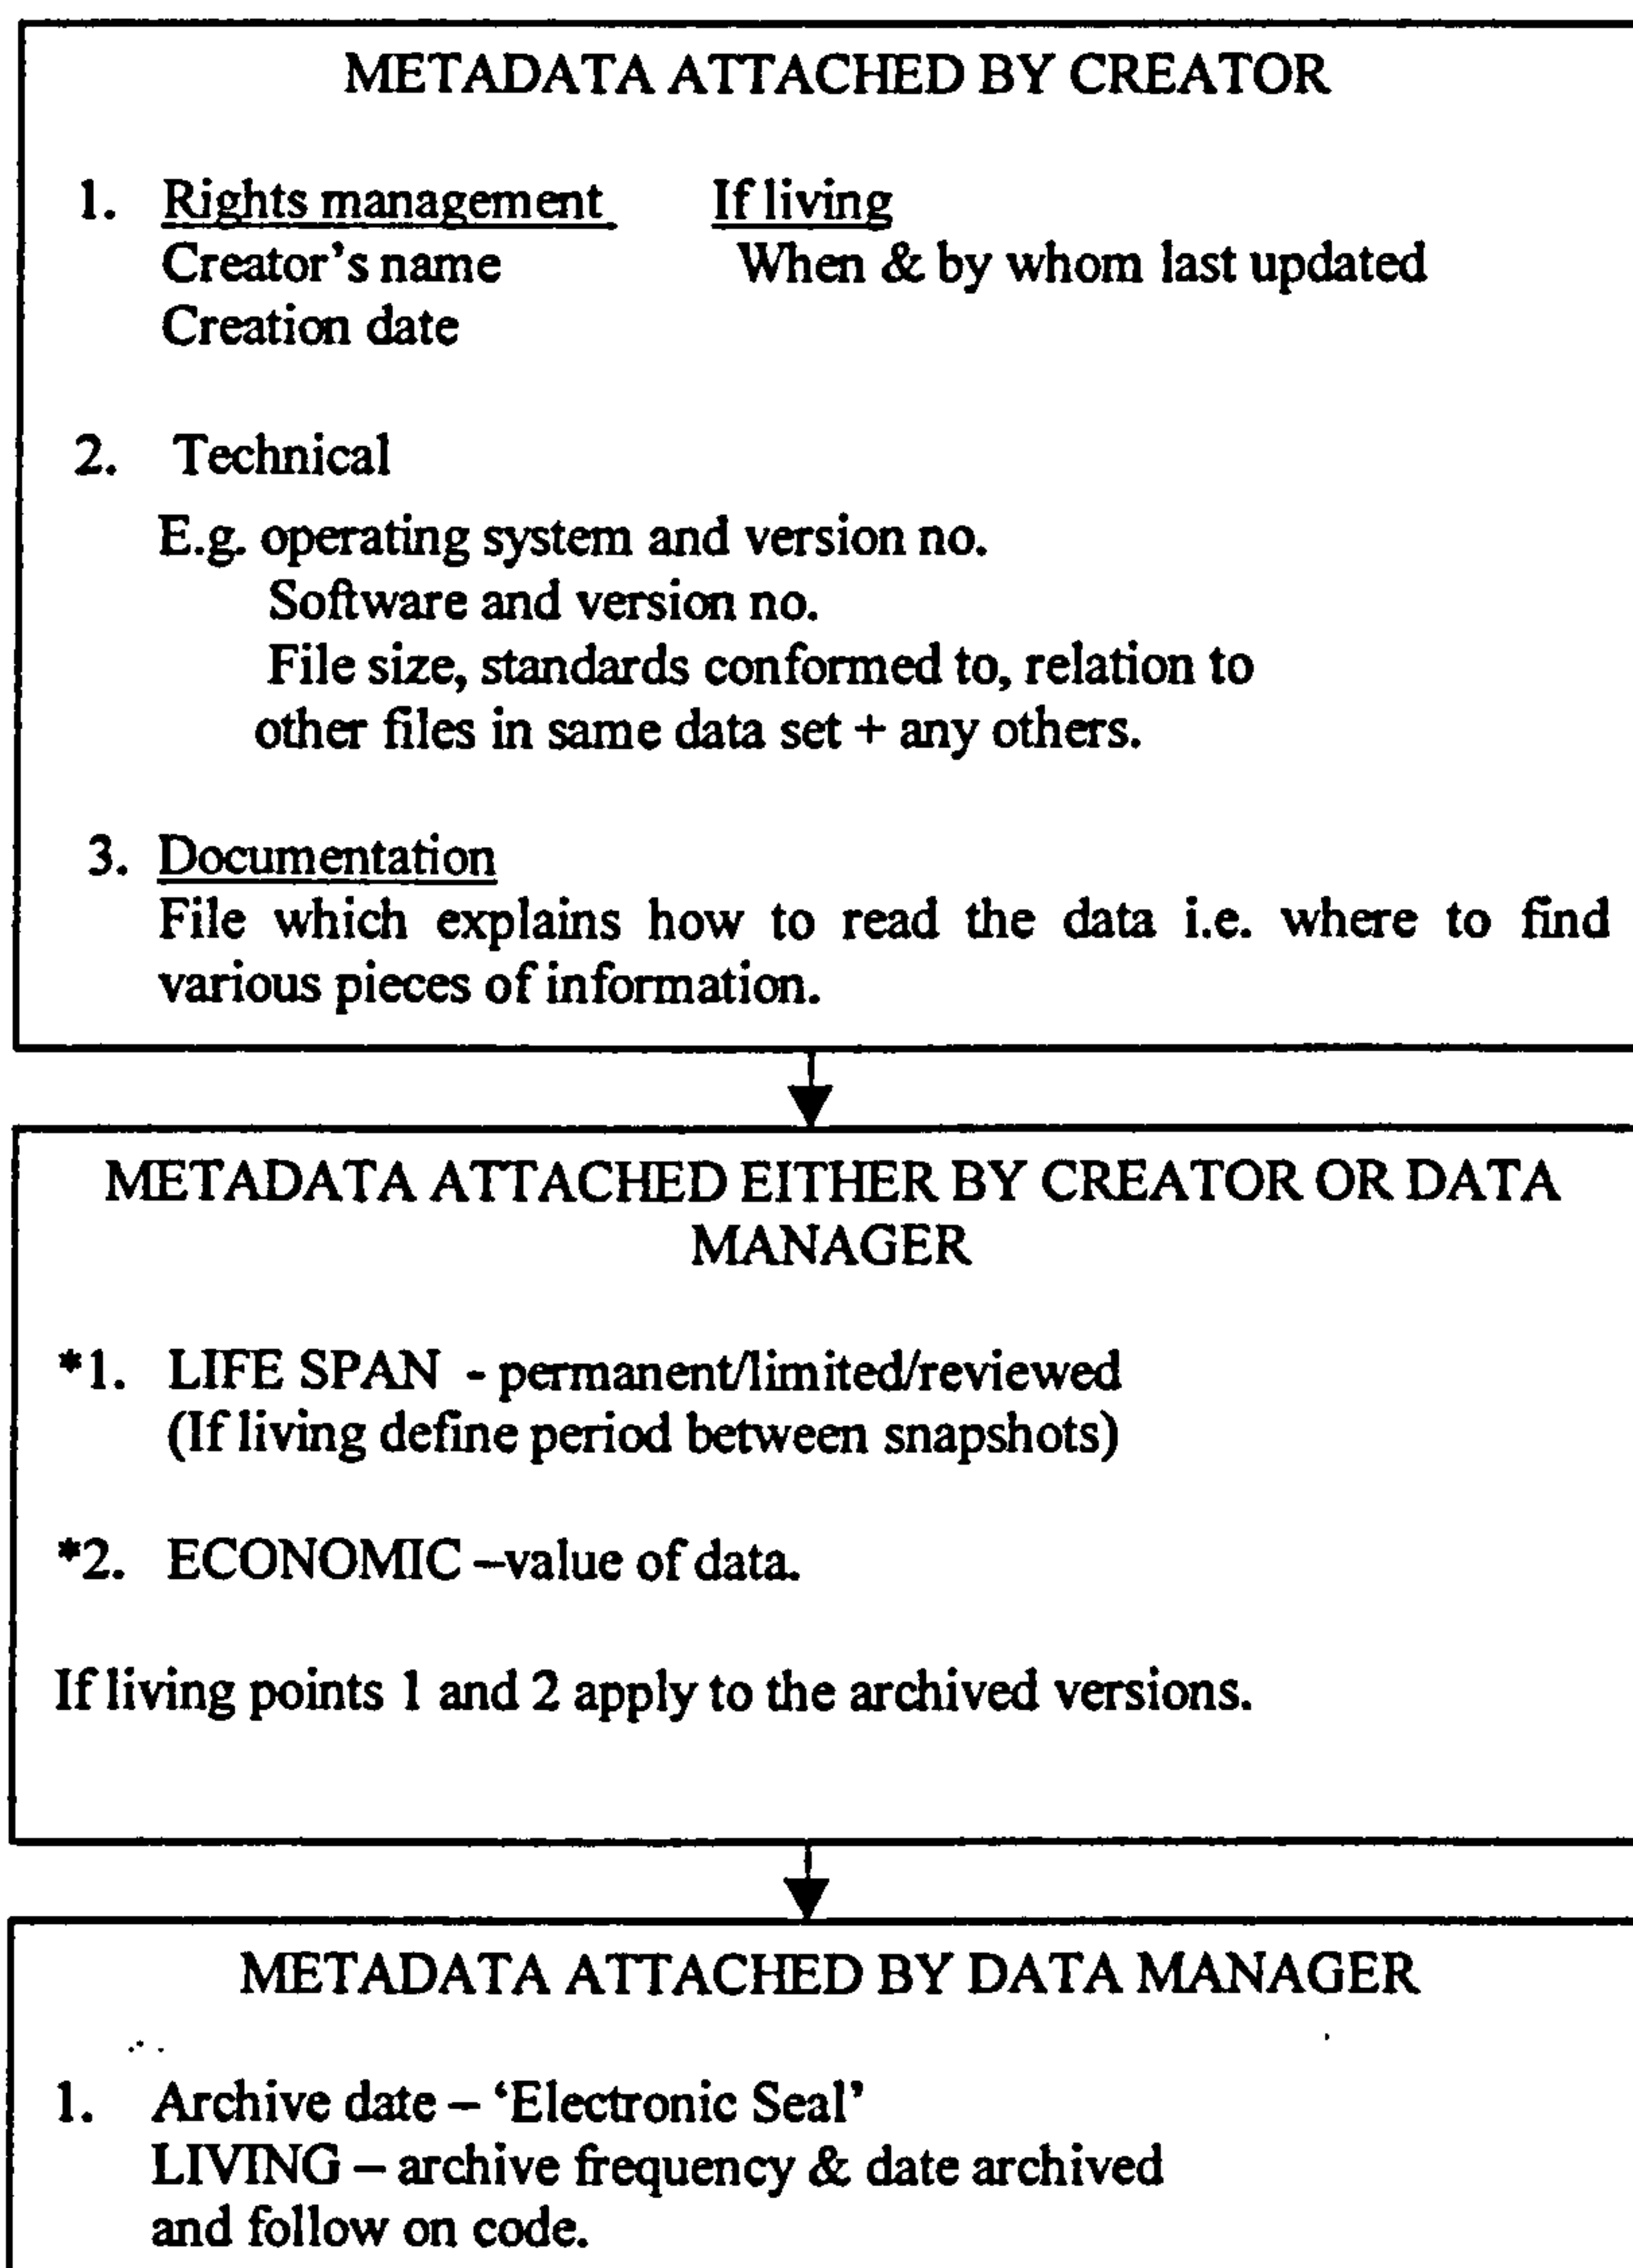 METADATA ATTACHED BY CREATOR
1. Rights management If living
Creator's name When & by whom last updated
Creation date
2. Technical
E.g. operating system and version no.
Software and version no.
File size, standards conformed to, relation to
other files in same data set + any others.
3. Documentation
File which explains how to read the data i.e. where to find
various pieces of information.
METADATA ATTACHED EITHER BY CREATOR OR DATA
MANAGER
*1. LIFE SPAN - permanent/limited/reviewed
(If living define period between snapshots)
*2. ECONOMIC –value of data.
If living points 1 and 2 apply to the archived versions.
METADATA ATTACHED BY DATA MANAGER
1. Archive date – ‘Electronic Seal’
LIVING – archive frequency & date archived
and follow on code.